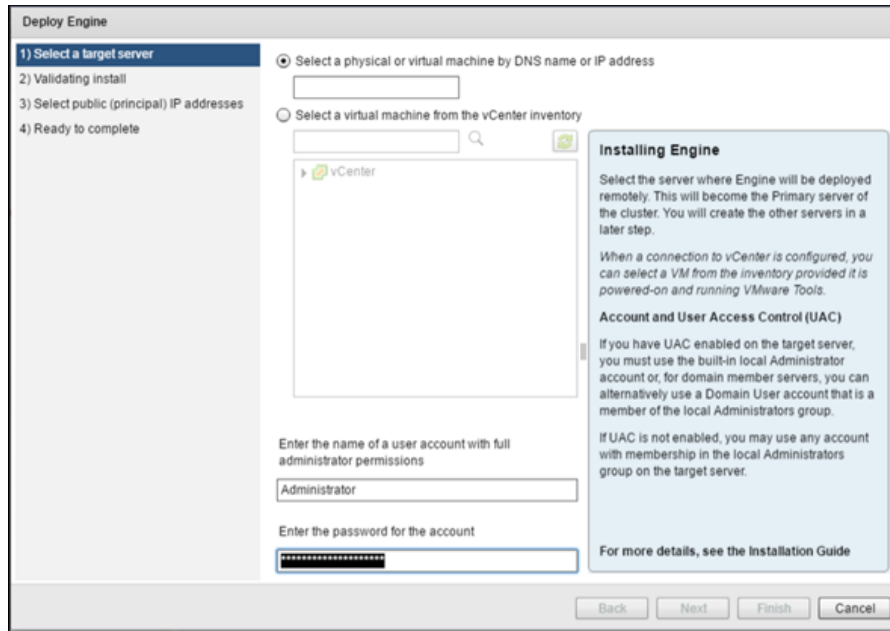 Deploy Engine
1) Select a target server
2) Validating install
3) Select public (principal) IP addresses
4) Ready to complete
Select a physical or virtual machine by DNS name or IP address
Select a virtual machine from the vCenter inventory
vCenter
Enter the name of a user account with full
administrator permissions
Administrator
Enter the password for the account
Installing Engine
Select the server where Engine will be deployed
remotely. This will become the Primary server of
the cluster. You will create the other servers in a
later step.
When a connection to vCenter is configured, you
can select a VM from the inventory provided it is
powered-on and running VMware Tools.
Account and User Access Control (UAC)
If you have UAC enabled on the target server,
you must use the built-in local Administrator
account or, for domain member servers, you can
alternatively use a Domain User account that is a
member of the local Administrators group.
If UAC is not enabled, you may use any account
with membership in the local Administrators
group on the target server.
For more details, see the Installation Guide
Back
Next
Finish
Cancel